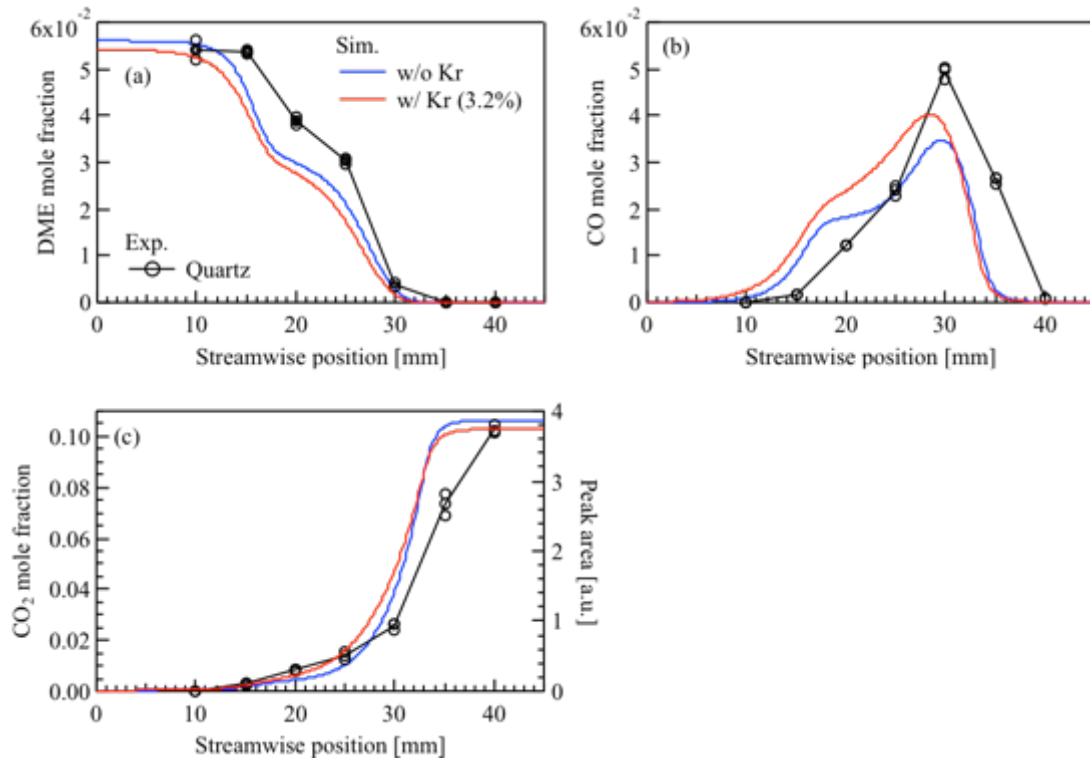 6x10-2
5
4
3
2
1
0
DME mole fraction
(a)
Sim.
w/o Kr
w/ Kr (3.2%)
Exp.
Quartz
0 10 20 30 40
Streamwise position [mm]
6x10-2
5
4
3
2
1
0
CO mole fraction
(b)
0 10 20 30 40
Streamwise position [mm]
0.10
0.08
0.06
0.04
0.02
0.00
CO2 mole fraction
(c)
4
3
2
1
0
Peak area [a.u.]
0 10 20 30 40
Streamwise position [mm]